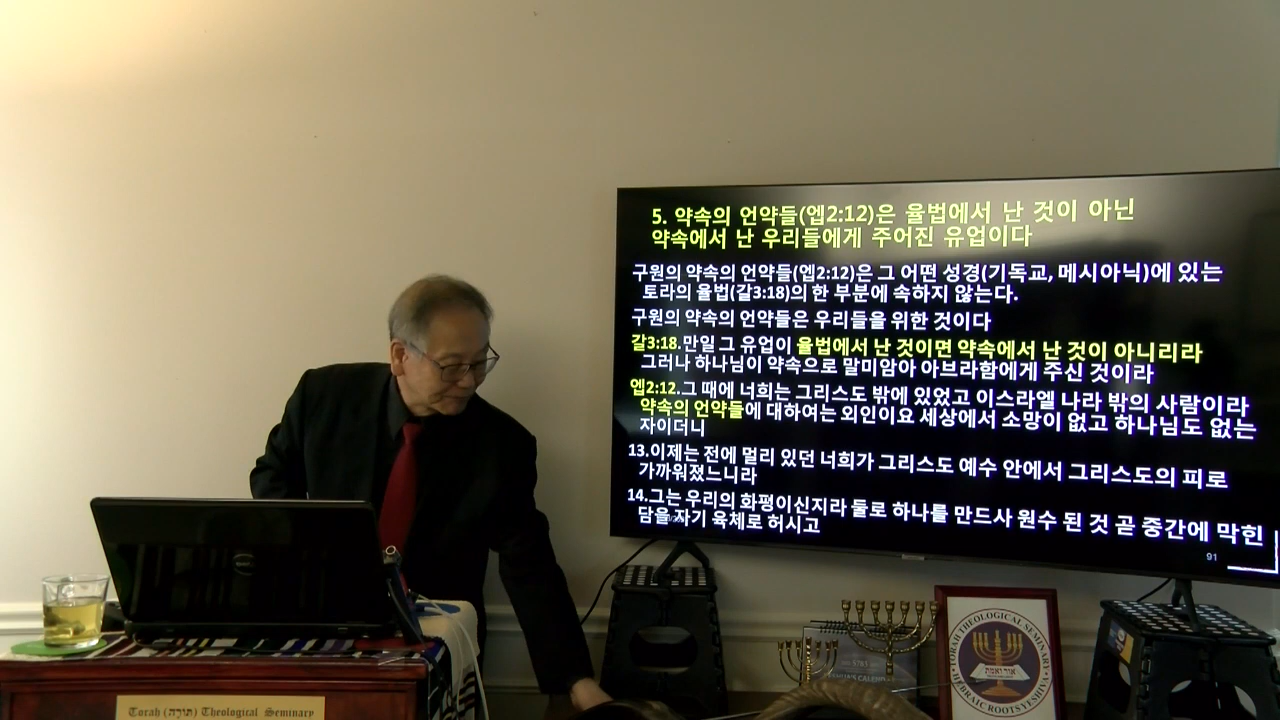 5. 약속의 언약들(엡2:12)은 율법에서 난 것이 아닌
약속에서 난 우리들에게 주어진 유업이다
구원의 약속의 언약들(엡2:12)은 그 어떤 성경(기독교, 메시아닉)에 있는
토라의 율법(갈3:18)의 한 부분에 속하지 않는다.
구원의 약속의 언약들은 우리들을 위한 것이다
갈3:18.만일 그 유업이 율법에서 난 것이면 약속에서 난 것이 아니리라
그러나 하나님이 약속으로 말미암아 아브라함에게 주신 것이라
엡2:12.그 때에 너희는 그리스도 밖에 있었고 이스라엘 나라 밖의 사람이라
약속의 언약들에 대하여는 외인이요 세상에서 소망이 없고 하나님도 없는
자이더니
13.이제는 전에 멀리 있던 너희가 그리스도 예수 안에서 그리스도의 피로
가까워졌느니라
14.그는 우리의 화평이신지라 둘로 하나를 만드사 원수 된 것 곧 중간에 막힌
담을 자기 육체로 허시고
91
DELL
5783
TORAH THEOLOGICAL SEMINARY
אור ואמת
HEBRAIC ROOTS YESHIVA
Torah (תורה) Theological Seminary